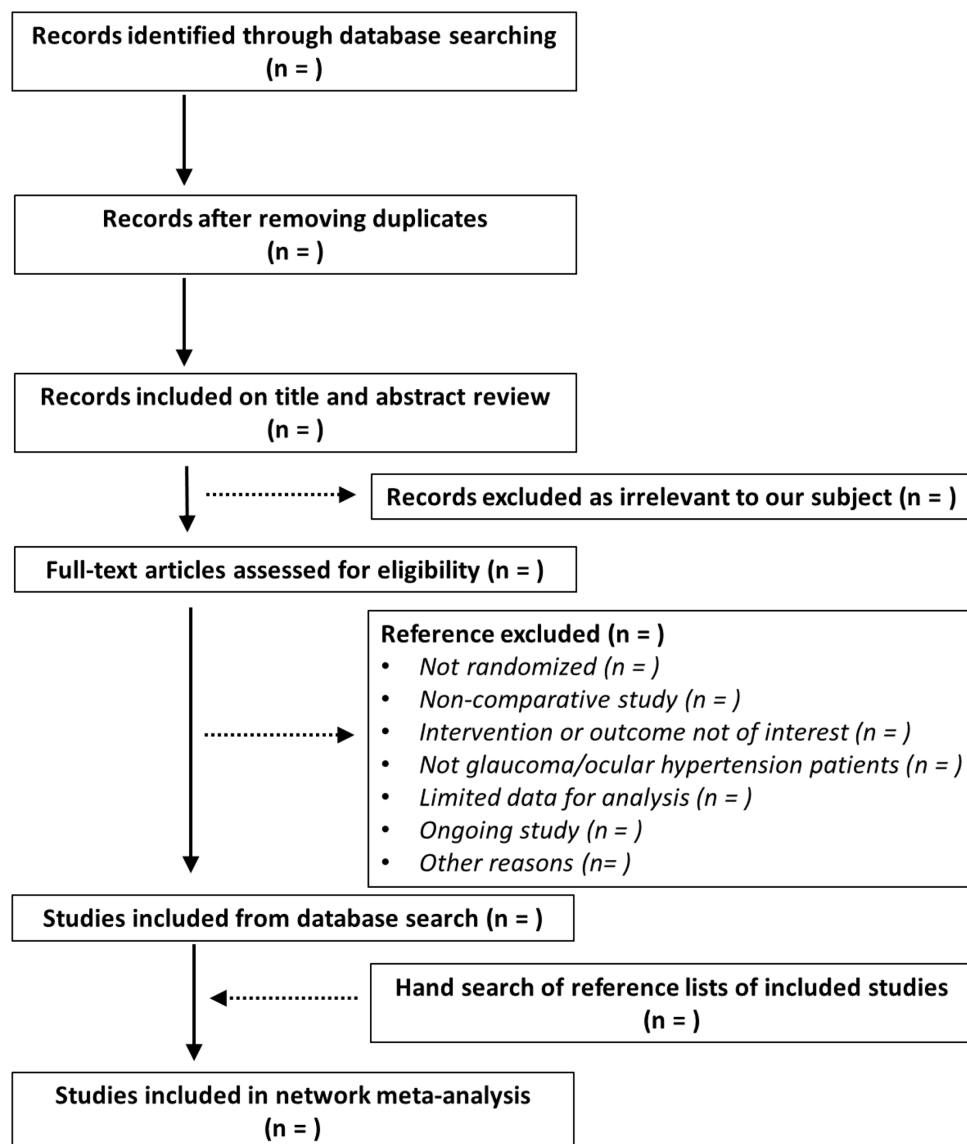 Records identified through database searching
(n = )
Records after removing duplicates
(n = )
Records included on title and abstract review
(n = )
Records excluded as irrelevant to our subject (n = )
Full-text articles assessed for eligibility (n = )
Reference excluded (n = )
• Not randomized (n = )
• Non-comparative study (n = )
• Intervention or outcome not of interest (n = )
• Not glaucoma/ocular hypertension patients (n = )
• Limited data for analysis (n = )
• Ongoing study (n = )
• Other reasons (n= )
Studies included from database search (n = )
Hand search of reference lists of included studies
(n = )
Studies included in network meta-analysis
(n = )